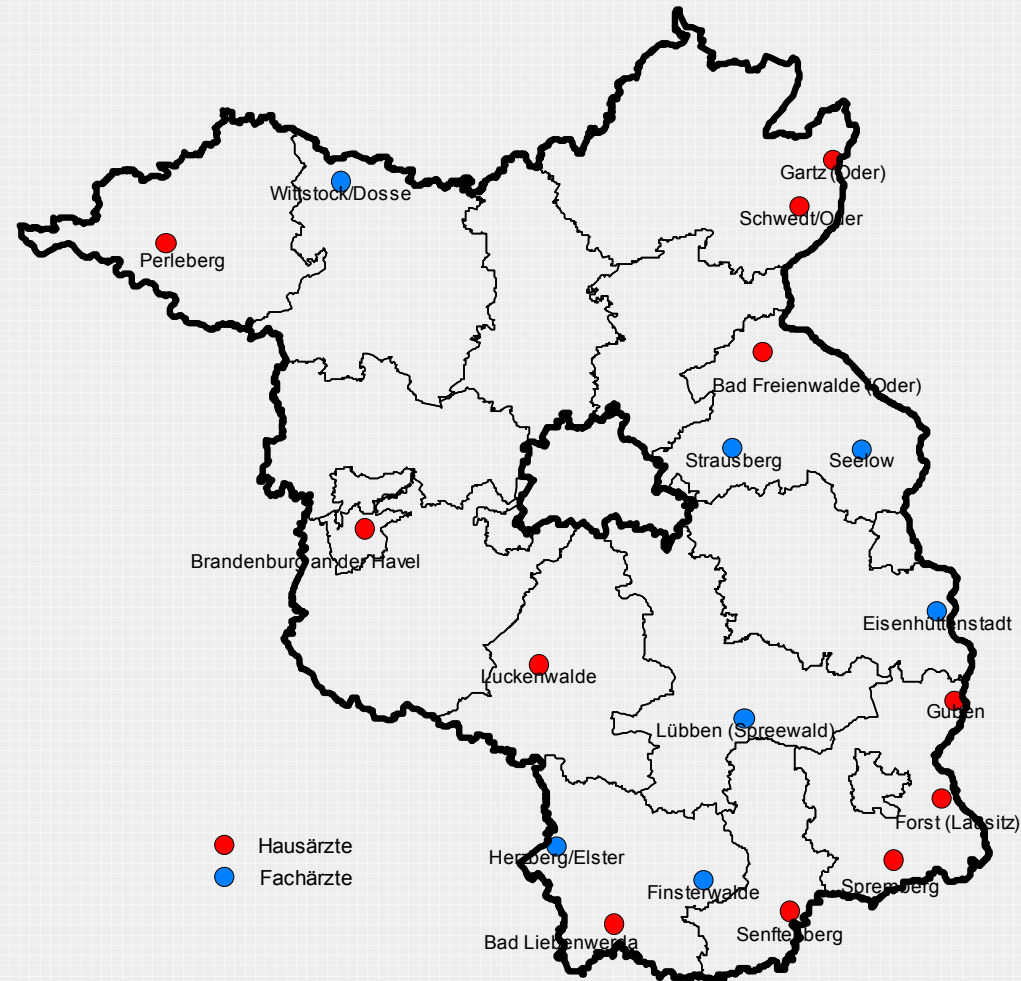 Gartz (Oder)
Wittstock/Dosse
Schwedt/Oder
Perleberg
Bad Freienwalde (Oder)
Strausberg
Seelow
Brandenburg an der Havel
Eisenhüttenstadt
Luckenwalde
Guben
Lübben (Spreewald)
Forst (Lausitz)
Hausärzte
Herzberg/Elster
Fachärzte
Spremberg
Finsterwalde
Senftenberg
Bad Liebenwerda